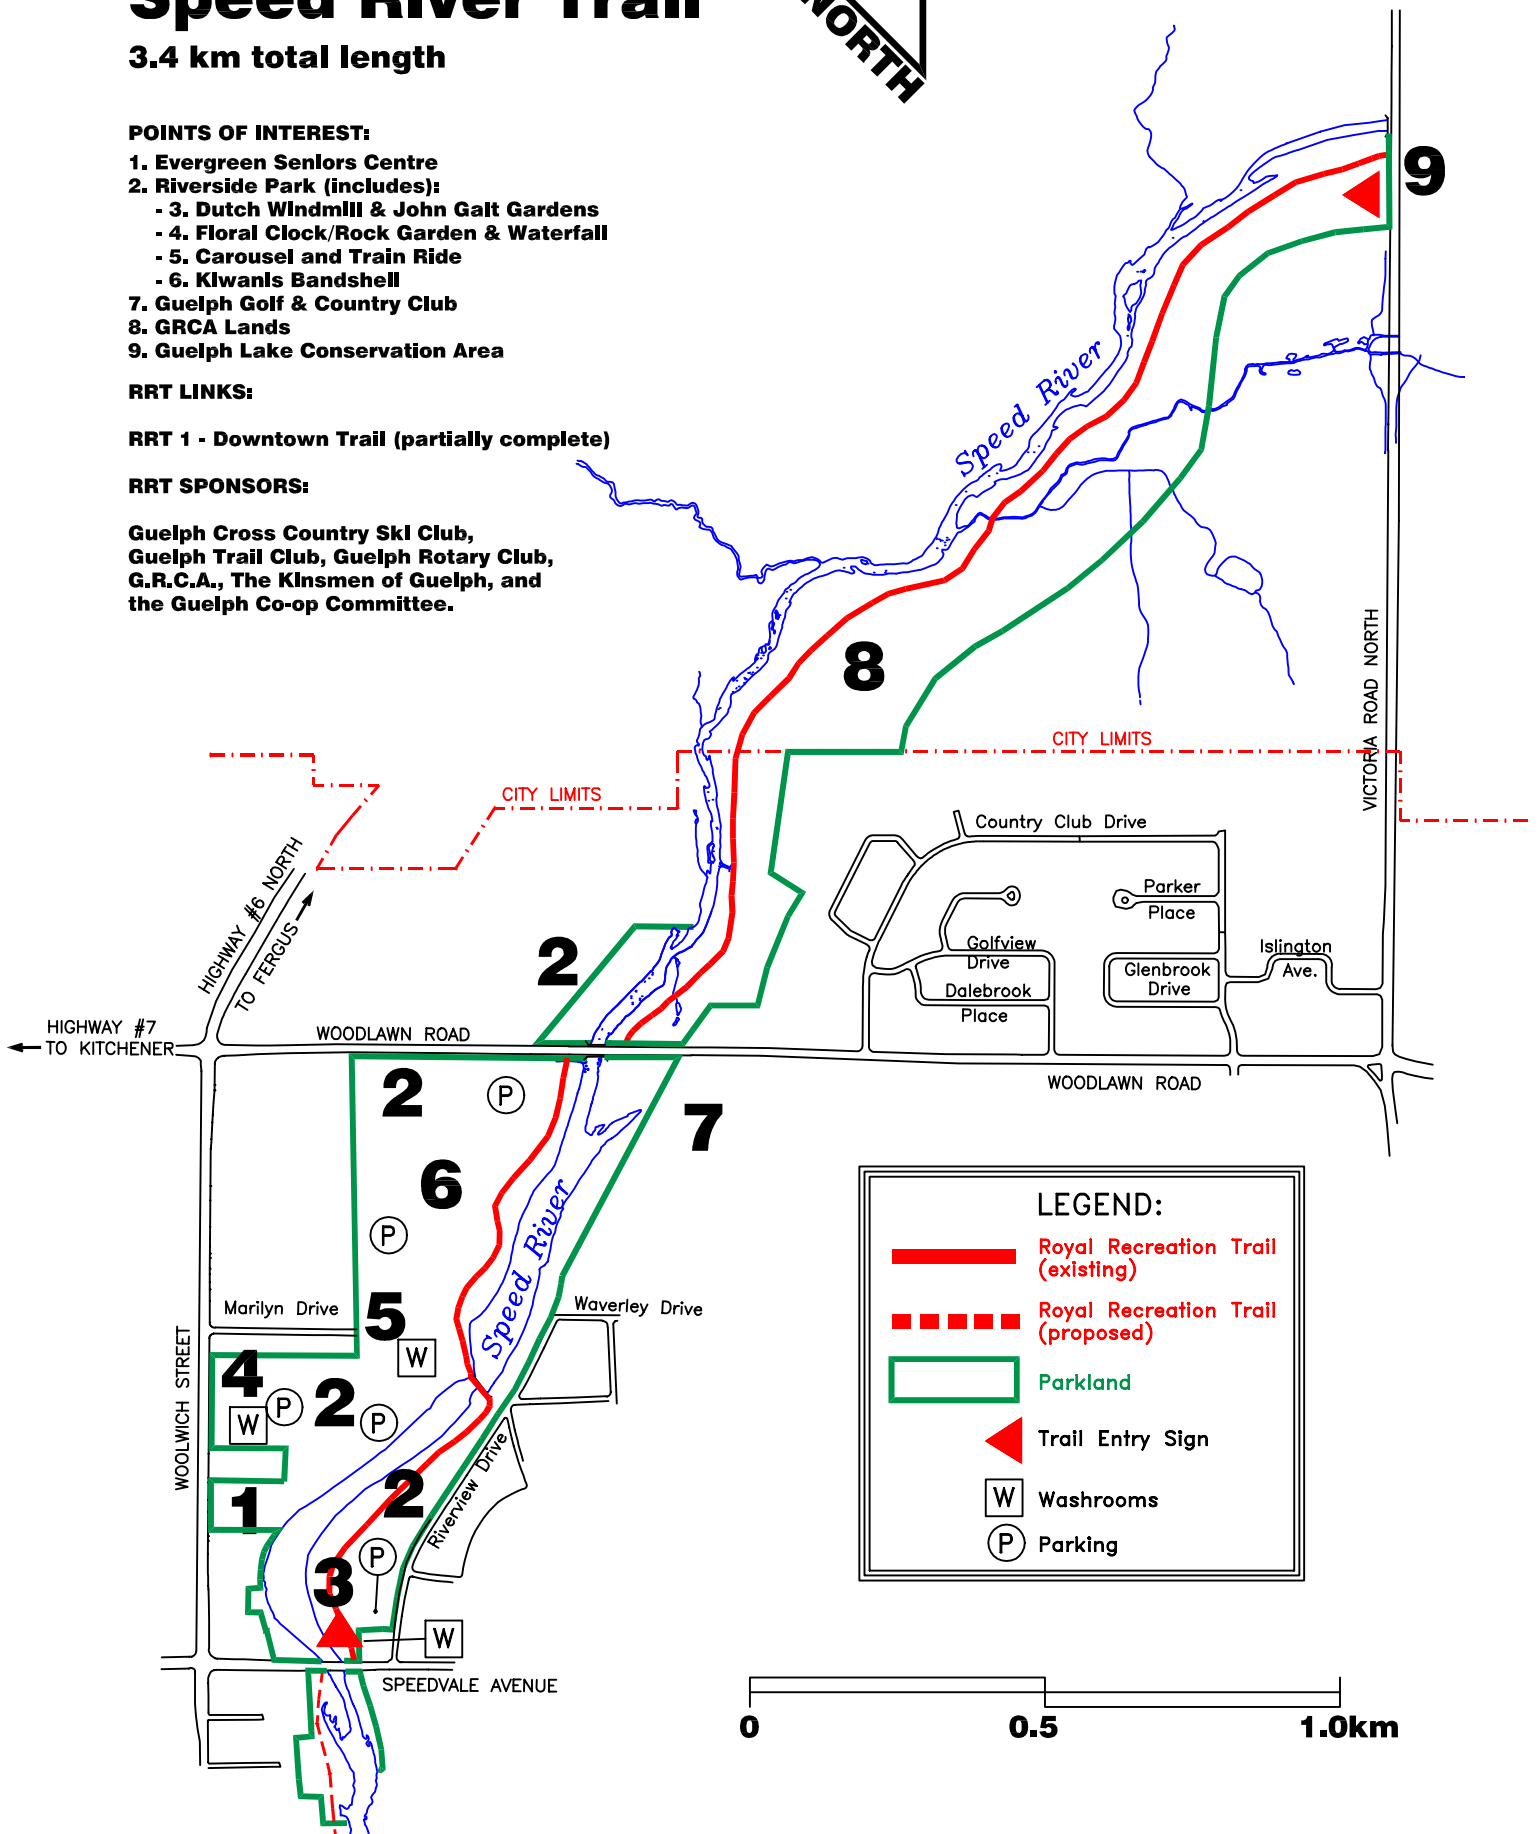 Speed River Trail
3.4 km total length
NORTH
POINTS OF INTEREST:
1. Evergreen Seniors Centre
2. Riverside Park (includes):
- 3. Dutch Windmill & John Galt Gardens
- 4. Floral Clock/Rock Garden & Waterfall
- 5. Carousel and Train Ride
- 6. Kiwanis Bandshell
7. Guelph Golf & Country Club
8. GRCA Lands
9. Guelph Lake Conservation Area
RRT LINKS:
RRT 1 - Downtown Trail (partially complete)
RRT SPONSORS:
Guelph Cross Country Ski Club,
Guelph Trail Club, Guelph Rotary Club,
G.R.C.A., The Kinsmen of Guelph, and
the Guelph Co-op Committee.
9
Speed River
8
VICTORIA ROAD NORTH
CITY LIMITS
CITY LIMITS
Country Club Drive
Parker
Place
Golfview
Drive
Islington
Ave.
Glenbrook
Drive
Dalebrook
Place
HIGHWAY #6 NORTH
TO FERGUS
2
HIGHWAY #7
TO KITCHENER
WOODLAWN ROAD
WOODLAWN ROAD
2
P
7
6
P
Speed River
Marilyn Drive
5
W
Waverley Drive
WOOLWICH STREET
4
W
P
2
P
1
2
Riverview Drive
P
3
W
SPEEDVALE AVENUE
LEGEND:
Royal Recreation Trail
(existing)
Royal Recreation Trail
(proposed)
Parkland
Trail Entry Sign
W Washrooms
P Parking
0 0.5 1.0km